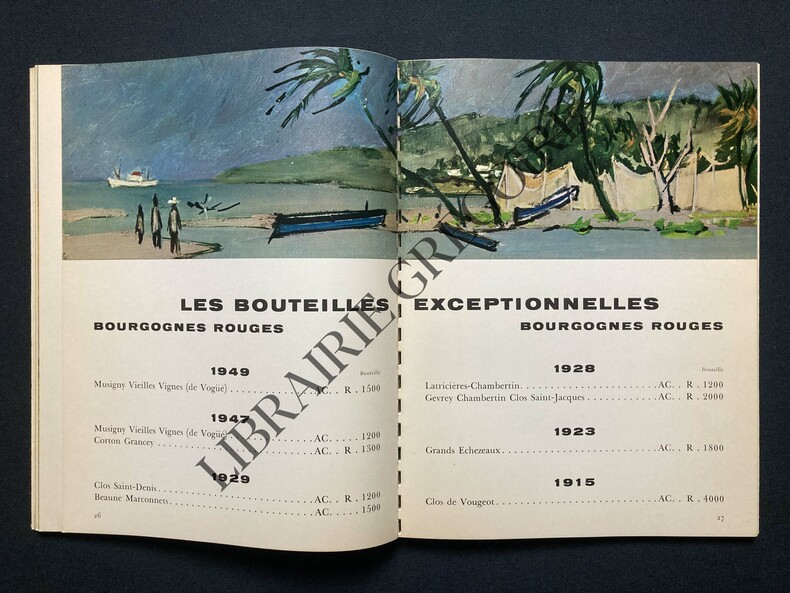 LES BOUTEILLES EXCEPTIONNELLES
BOURGOGNES ROUGES
1949
Bouteille
Musigny Vieilles Vignes (de Vogüé) . . . . . . . . . . . . . . . . AC. . R . 1500
1947
Musigny Vieilles Vignes (de Vogüé) . . . . . . . . . . . . . . . . AC. . . . . 1200
Corton Grancey . . . . . . . . . . . . . . . . . . . . . . . . . . . . . AC. . R . 1300
1929
Clos Saint-Denis . . . . . . . . . . . . . . . . . . . . . . . . . . . . AC. . R . 1200
Beaune Marconnets . . . . . . . . . . . . . . . . . . . . . . . . . . AC. . . . . 1500
26
BOURGOGNES ROUGES
1928
Bouteille
Latricières-Chambertin. . . . . . . . . . . . . . . . . . . . . . . . . AC. . R . 1200
Gevrey Chambertin Clos Saint-Jacques . . . . . . . . . . . . . AC. . R . 2000
1923
Grands Echezeaux . . . . . . . . . . . . . . . . . . . . . . . . . . . AC. . R . 1800
1915
Clos de Vougeot . . . . . . . . . . . . . . . . . . . . . . . . . . . . AC. . R . 4000
27
LIBRAIRIE GRIFCOURT